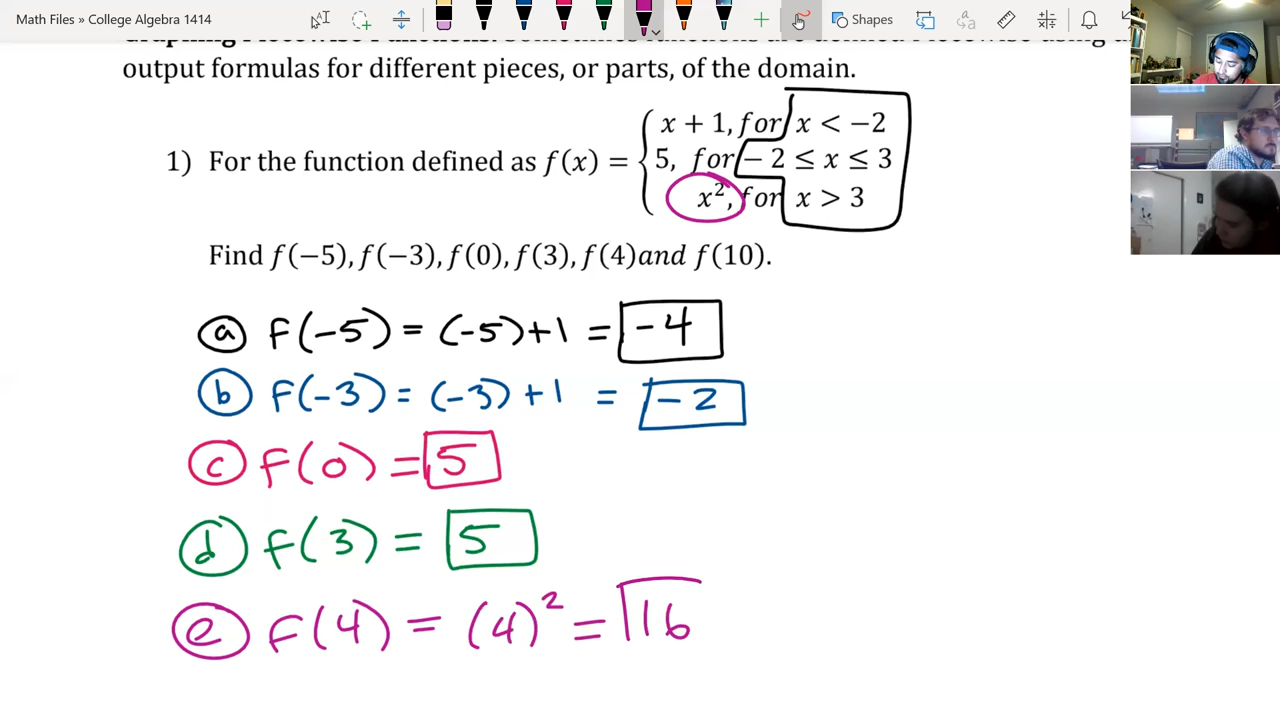 Math Files » College Algebra 1414
Shapes
output formulas for different pieces, or parts, of the domain.
x + 1, for x < −2
1) For the function defined as f(x) = { 5, for − 2 ≤ x ≤ 3
x², for x > 3
Find f(−5), f(−3), f(0), f(3), f(4)and f(10).
a F(-5) = (-5)+1 = -4
b F(-3) = (-3)+1 = -2
c F(0) = 5
d F(3) = 5
e F(4) = (4)² = 16